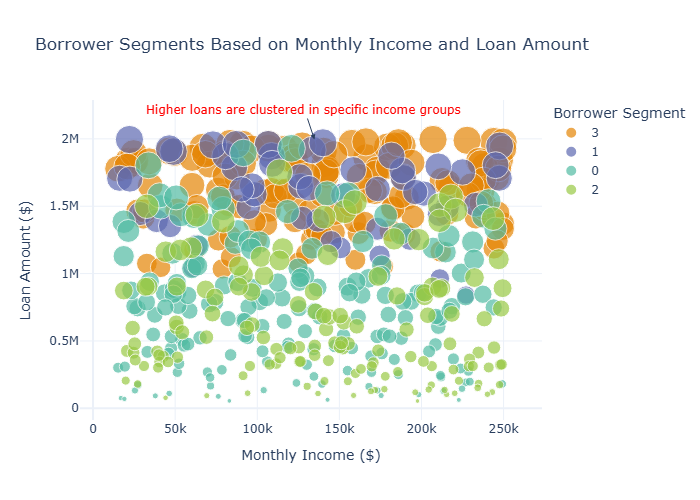 Borrower Segments Based on Monthly Income and Loan Amount
Higher loans are clustered in specific income groups
Borrower Segment
3
1
0
2
2M
1.5M
1M
0.5M
0
Loan Amount ($)
0
50k
100k
150k
200k
250k
Monthly Income ($)